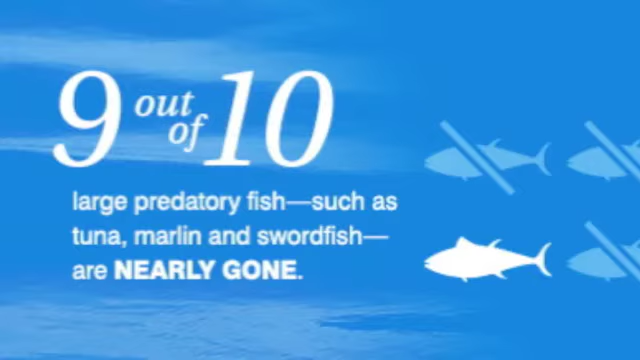 9 out of 10
large predatory fish—such as
tuna, marlin and swordfish—
are NEARLY GONE.